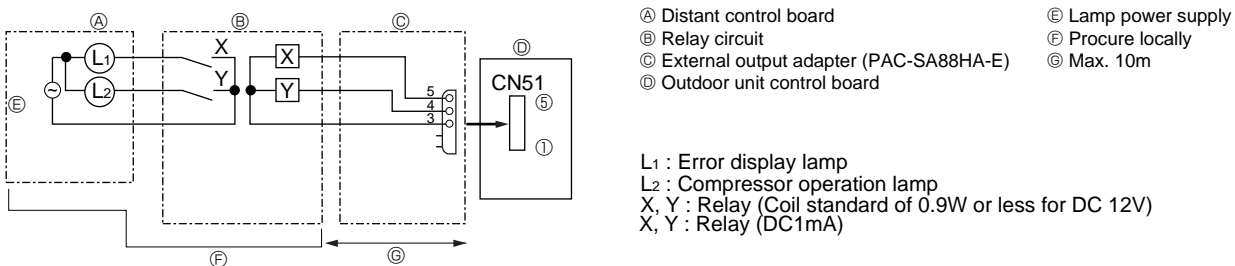 Ⓐ Distant control board
Ⓑ Relay circuit
Ⓒ External output adapter (PAC-SA88HA-E)
Ⓓ Outdoor unit control board
Ⓔ Lamp power supply
Ⓕ Procure locally
Ⓖ Max. 10m
L1 : Error display lamp
L2 : Compressor operation lamp
X, Y : Relay (Coil standard of 0.9W or less for DC 12V)
X, Y : Relay (DC1mA)
Ⓐ
Ⓑ
Ⓒ
Ⓓ
Ⓔ
L1
L2
X
Y
X
Y
5
4
3
CN51
⑤
①
Ⓕ
Ⓖ